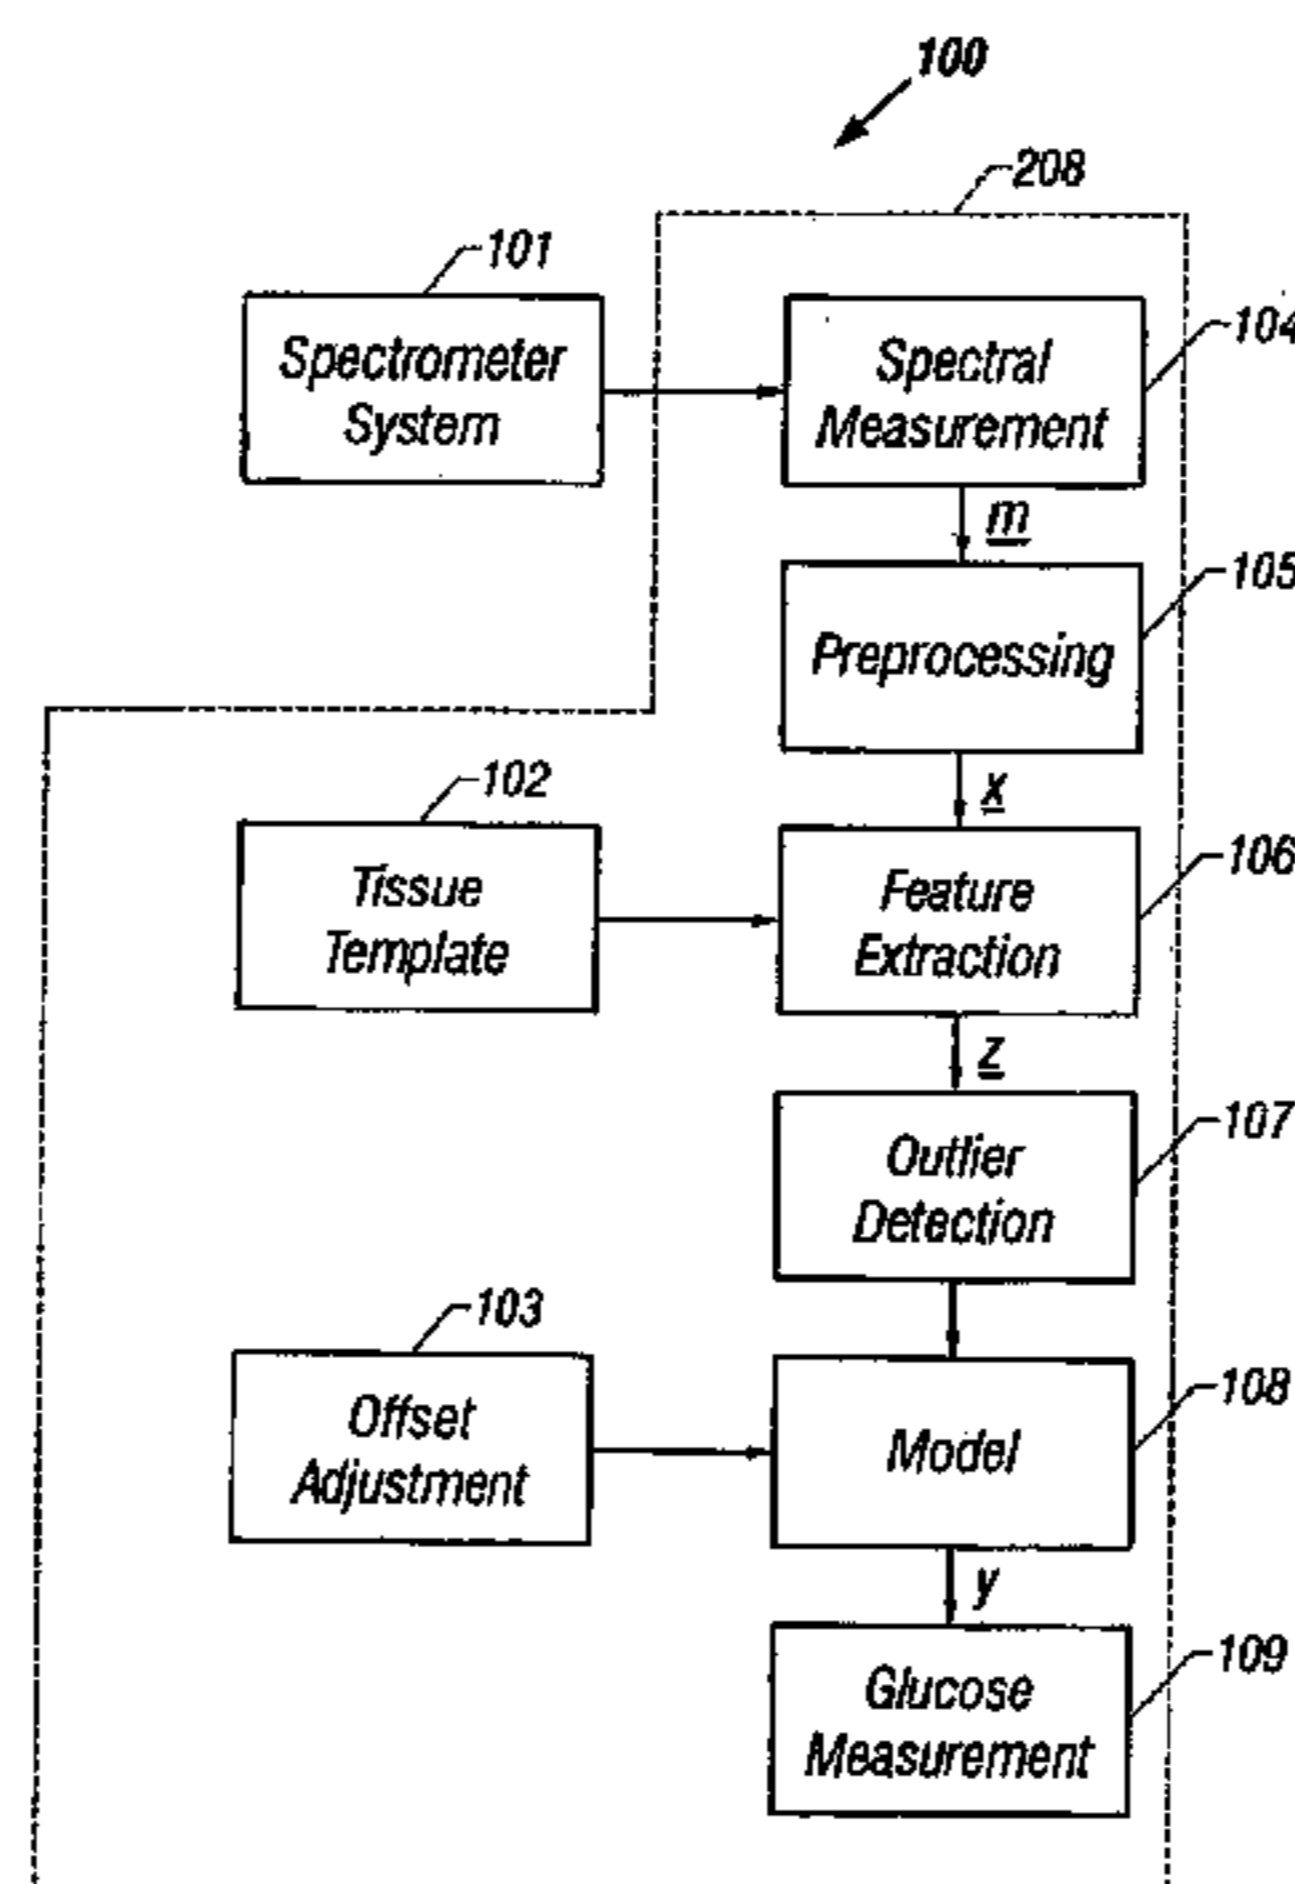 100
208
101
Spectrometer
System
Spectral
Measurement
104
m
Preprocessing
105
x
102
Tissue
Template
Feature
Extraction
106
z
Outlier
Detection
107
103
Offset
Adjustment
Model
108
y
Glucose
Measurement
109